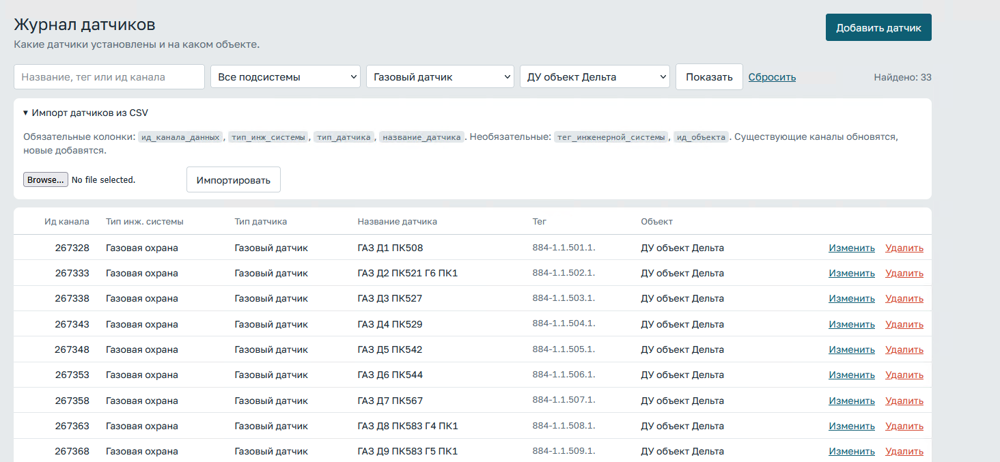 Журнал датчиков
Добавить датчик
Какие датчики установлены и на каком объекте.
Название, тег или ид канала Все подсистемы Газовый датчик ДУ объект Дельта Показать Сбросить Найдено: 33
▾ Импорт датчиков из CSV
Обязательные колонки: ид_канала_данных, тип_инж_системы, тип_датчика, название_датчика. Необязательные: тег_инженерной_системы, ид_объекта. Существующие каналы обновятся,
новые добавятся.
Browse... No file selected. Импортировать
Ид канала Тип инж. системы Тип датчика Название датчика Тег Объект
267328 Газовая охрана Газовый датчик ГАЗ Д1 ПК508 884-1.1.501.1. ДУ объект Дельта Изменить Удалить
267333 Газовая охрана Газовый датчик ГАЗ Д2 ПК521 Г6 ПК1 884-1.1.502.1. ДУ объект Дельта Изменить Удалить
267338 Газовая охрана Газовый датчик ГАЗ Д3 ПК527 884-1.1.503.1. ДУ объект Дельта Изменить Удалить
267343 Газовая охрана Газовый датчик ГАЗ Д4 ПК529 884-1.1.504.1. ДУ объект Дельта Изменить Удалить
267348 Газовая охрана Газовый датчик ГАЗ Д5 ПК542 884-1.1.505.1. ДУ объект Дельта Изменить Удалить
267353 Газовая охрана Газовый датчик ГАЗ Д6 ПК544 884-1.1.506.1. ДУ объект Дельта Изменить Удалить
267358 Газовая охрана Газовый датчик ГАЗ Д7 ПК567 884-1.1.507.1. ДУ объект Дельта Изменить Удалить
267363 Газовая охрана Газовый датчик ГАЗ Д8 ПК583 Г4 ПК1 884-1.1.508.1. ДУ объект Дельта Изменить Удалить
267368 Газовая охрана Газовый датчик ГАЗ Д9 ПК583 Г5 ПК1 884-1.1.509.1. ДУ объект Дельта Изменить Удалить